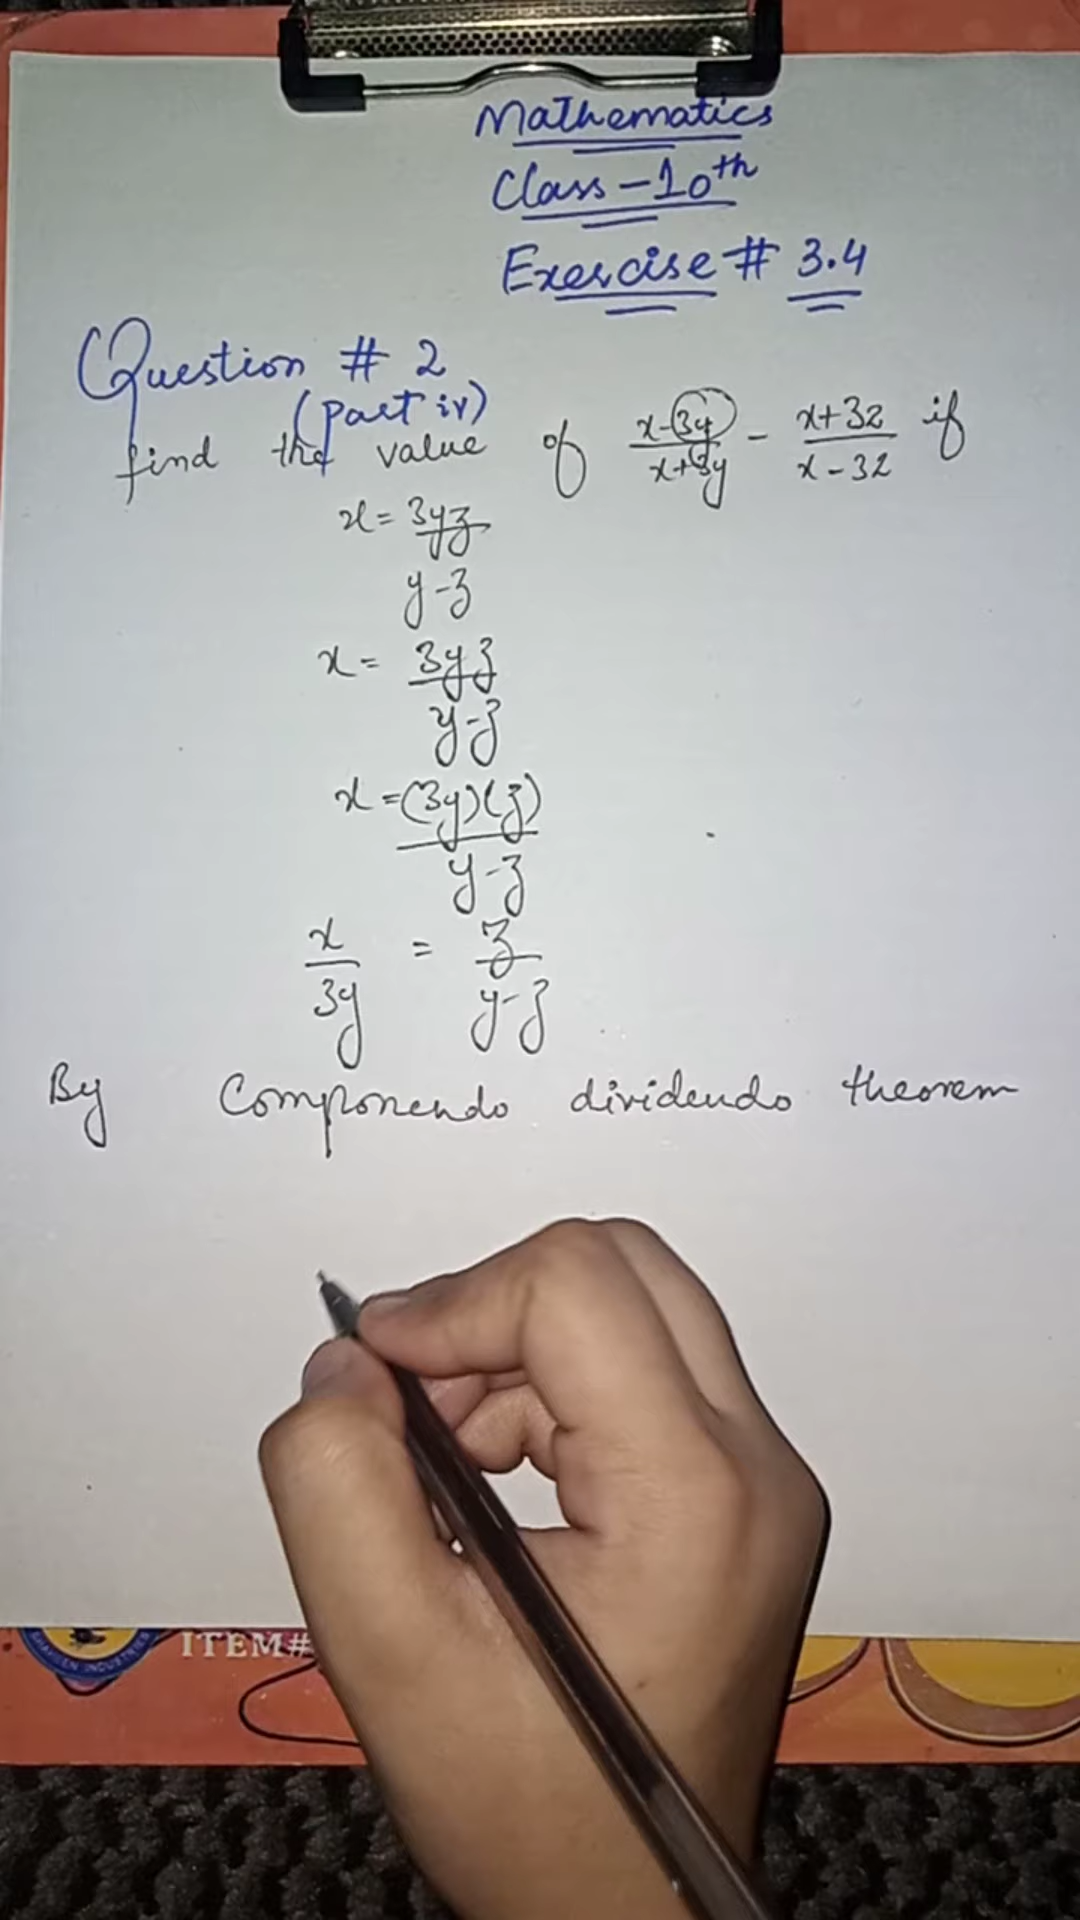 Mathematics
Class-10th
Exercise # 3.4
Question # 2
(part iv)
find the value of x-3y/x+3y - x+3z/x-3z if
x = 3yz/y-z
x = 3yz/y-z
x = (3y)(z)/y-z
x/3y = z/y-z
By Componendo dividendo theorem
ITEM#